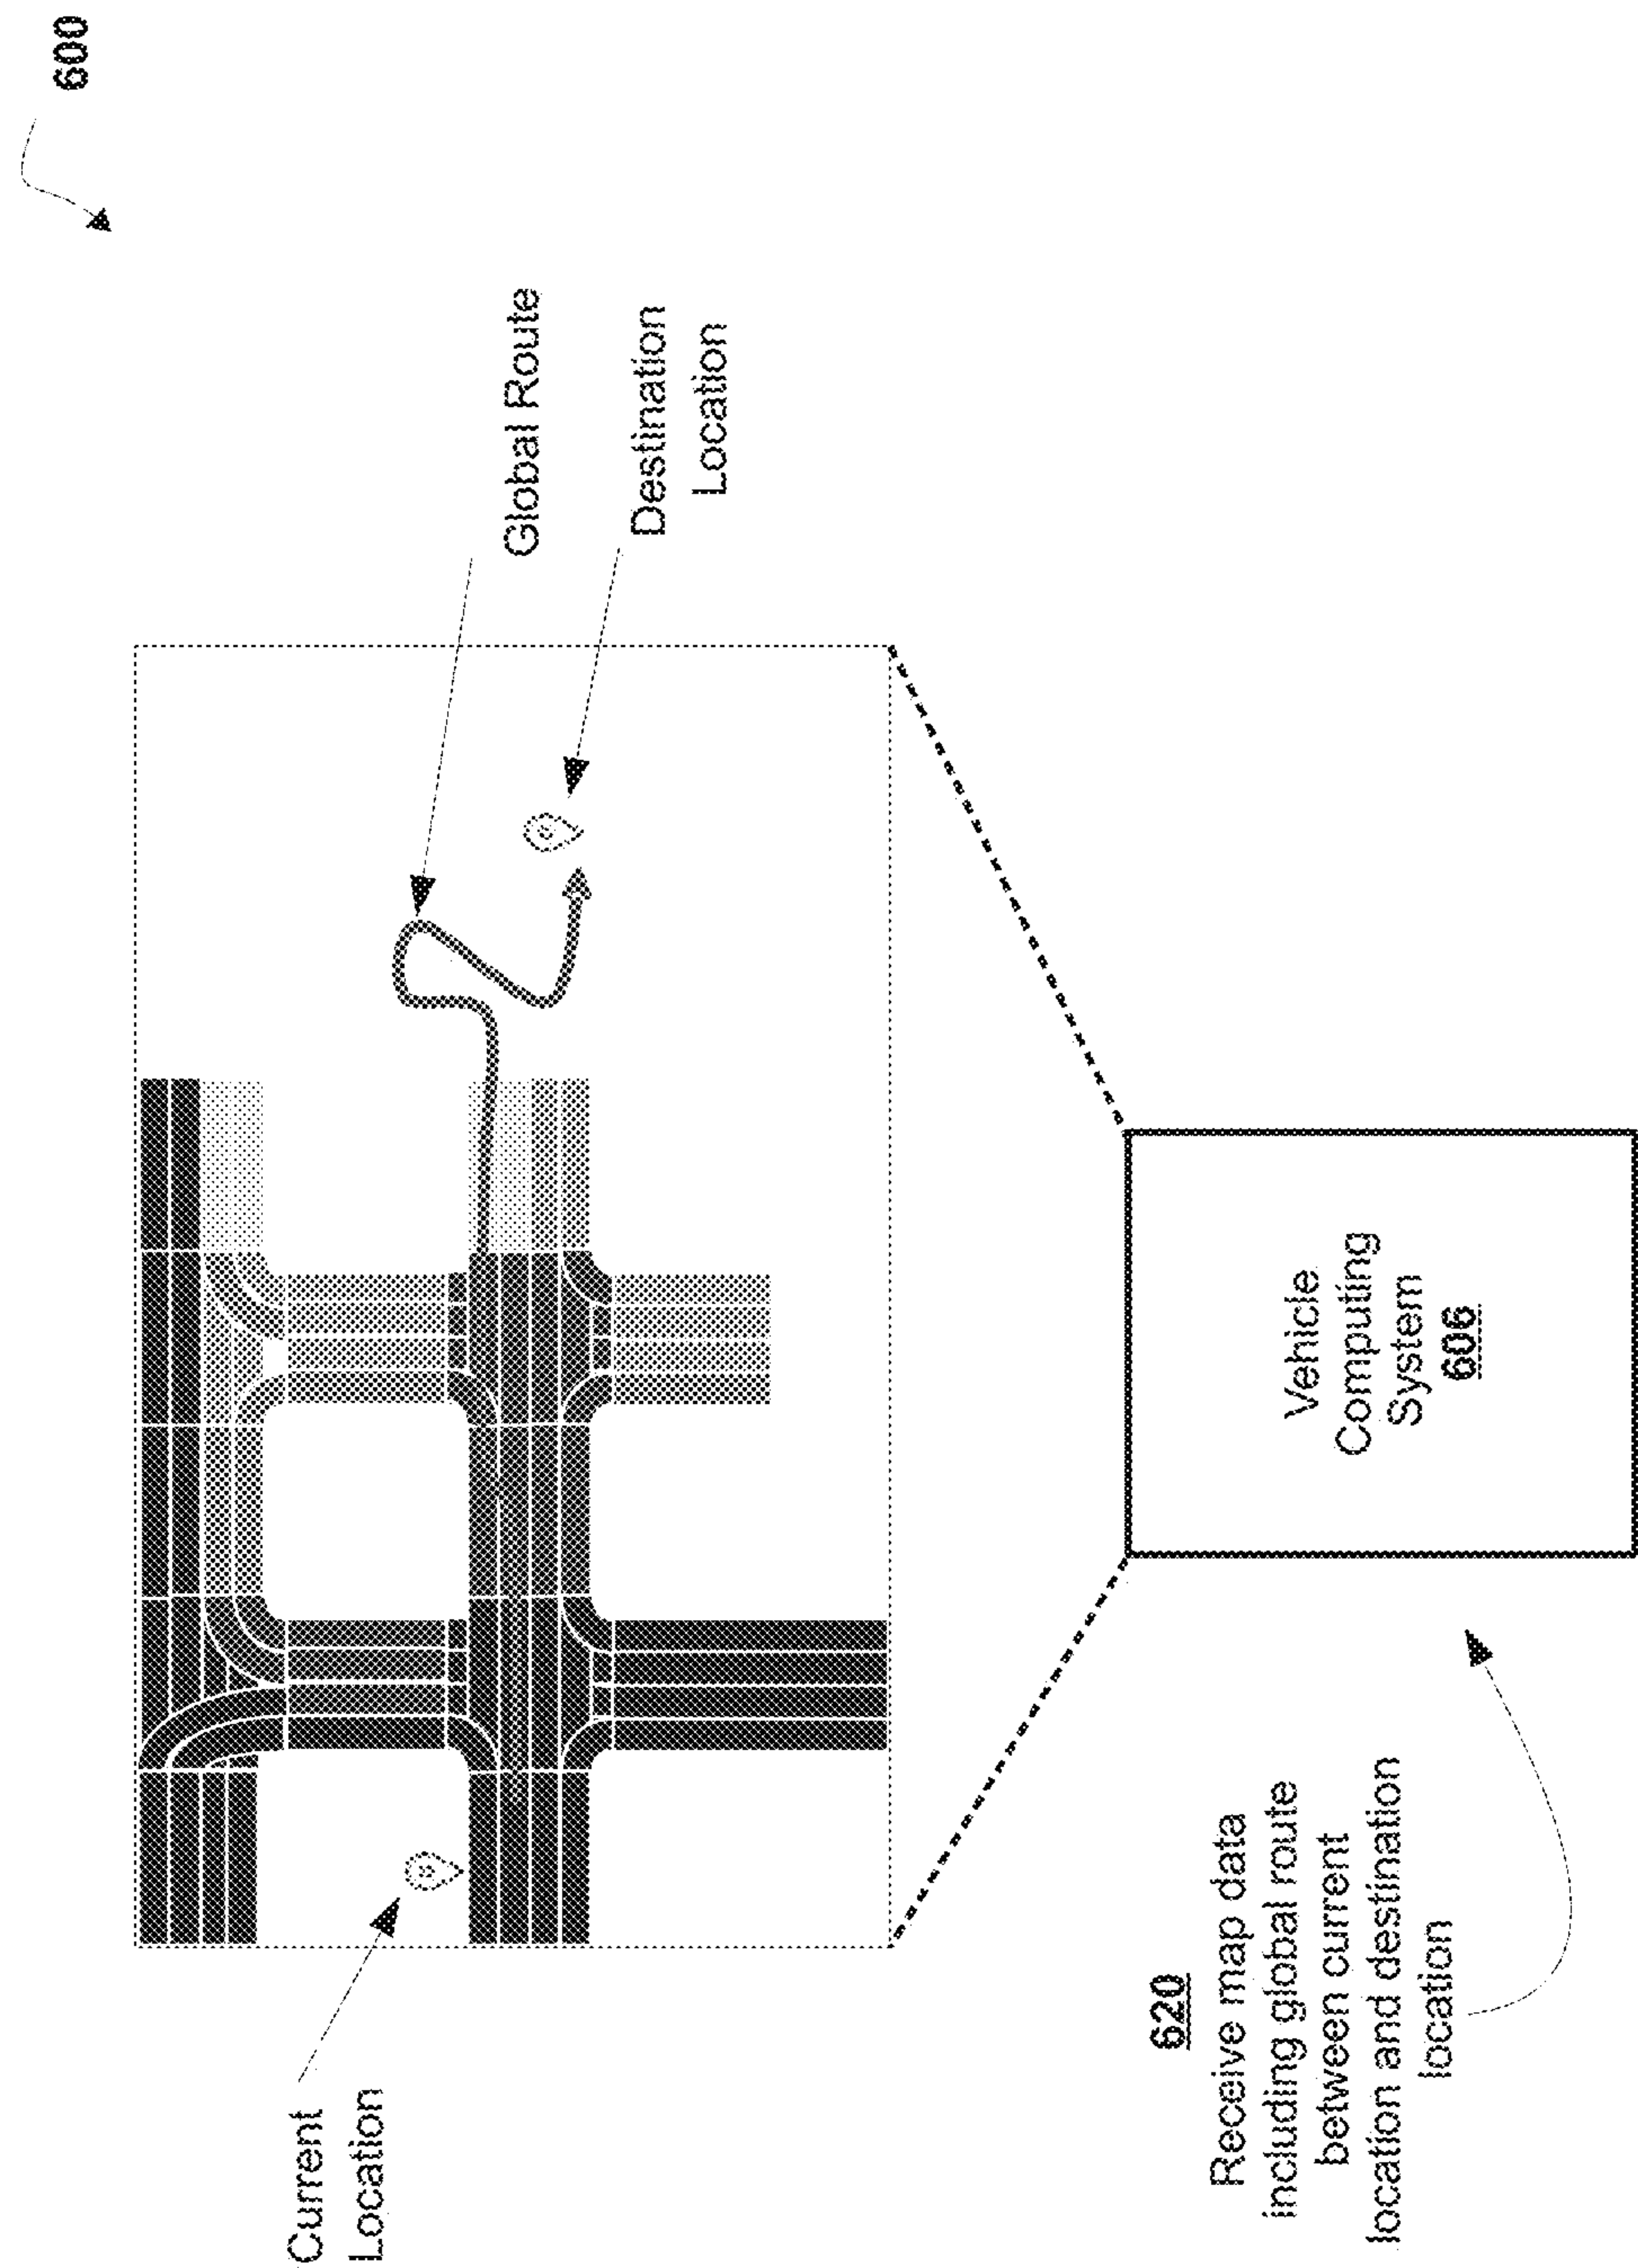 600
Current
Location
Global Route
Destination
Location
620
Receive map data
including global route
between current
location and destination
location
Vehicle
Computing
System
606